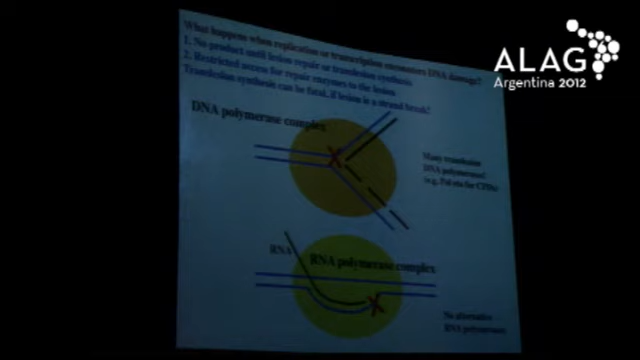 What happens when replication or transcription encounters DNA damage?
1. No product until lesion repair or translesion synthesis
2. Restricted access for repair enzymes to the lesion
Translesion synthesis can be fatal, if lesion is a strand break!
DNA polymerase complex
Many translesion
DNA polymerases!
(e.g. Pol eta for CPDs)
RNA
RNA polymerase complex
No alternative
RNA polymerases
ALAG
Argentina 2012